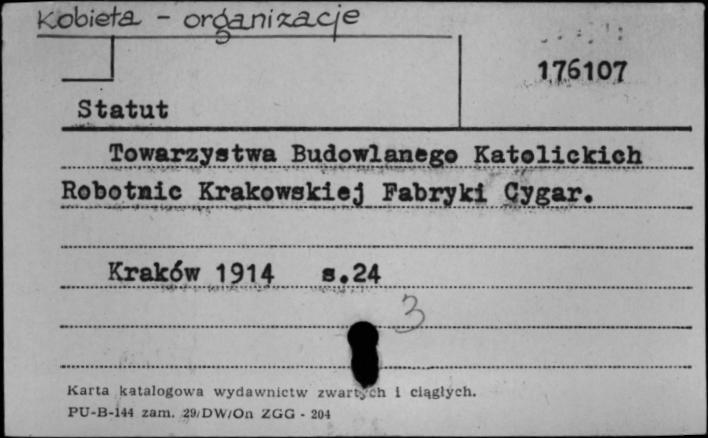 Kobieta - organizacje
176107
Statut
Towarzystwa Budowlanego Katolickich
Robotnic Krakowskiej Fabryki Cygar.
Kraków 1914 s.24
3
Karta katalogowa wydawnictw zwartych i ciągłych.
PU-B-144 zam. 29/DW/On ZGG - 204